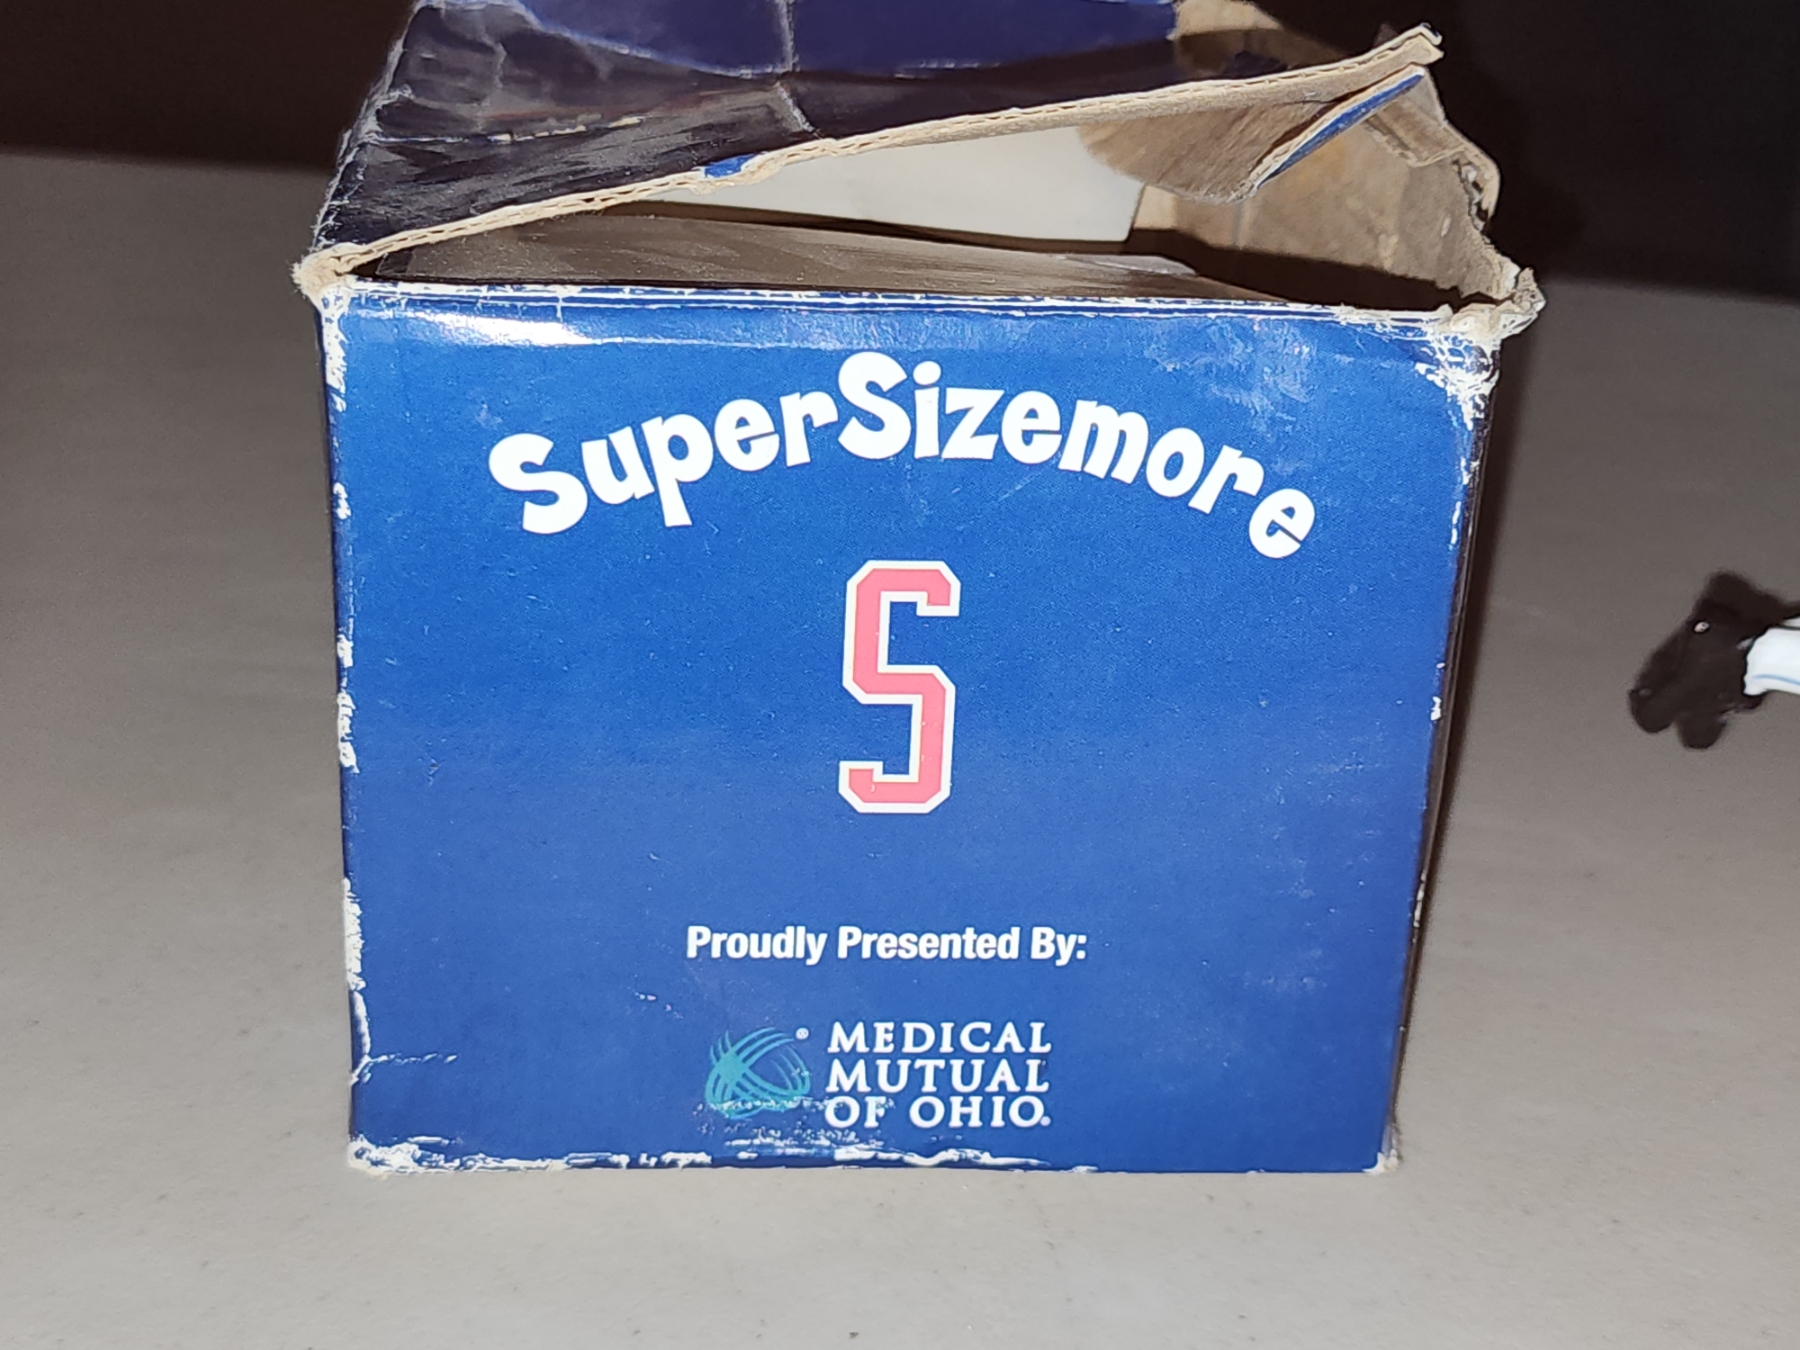 SuperSizemore
S
Proudly Presented By:
®
MEDICAL
MUTUAL
OF OHIO.